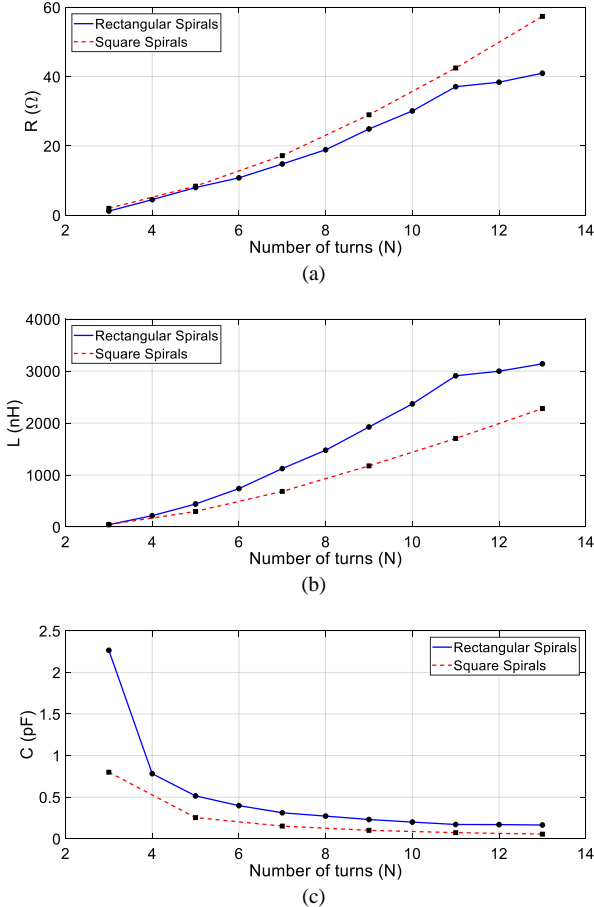 60
40
20
0
R (Ω)
Rectangular Spirals
Square Spirals
2 4 6 8 10 12 14
Number of turns (N)
(a)
4000
3000
2000
1000
0
L (nH)
Rectangular Spirals
Square Spirals
2 4 6 8 10 12 14
Number of turns (N)
(b)
2.5
2
1.5
1
0.5
0
C (pF)
Rectangular Spirals
Square Spirals
2 4 6 8 10 12 14
Number of turns (N)
(c)